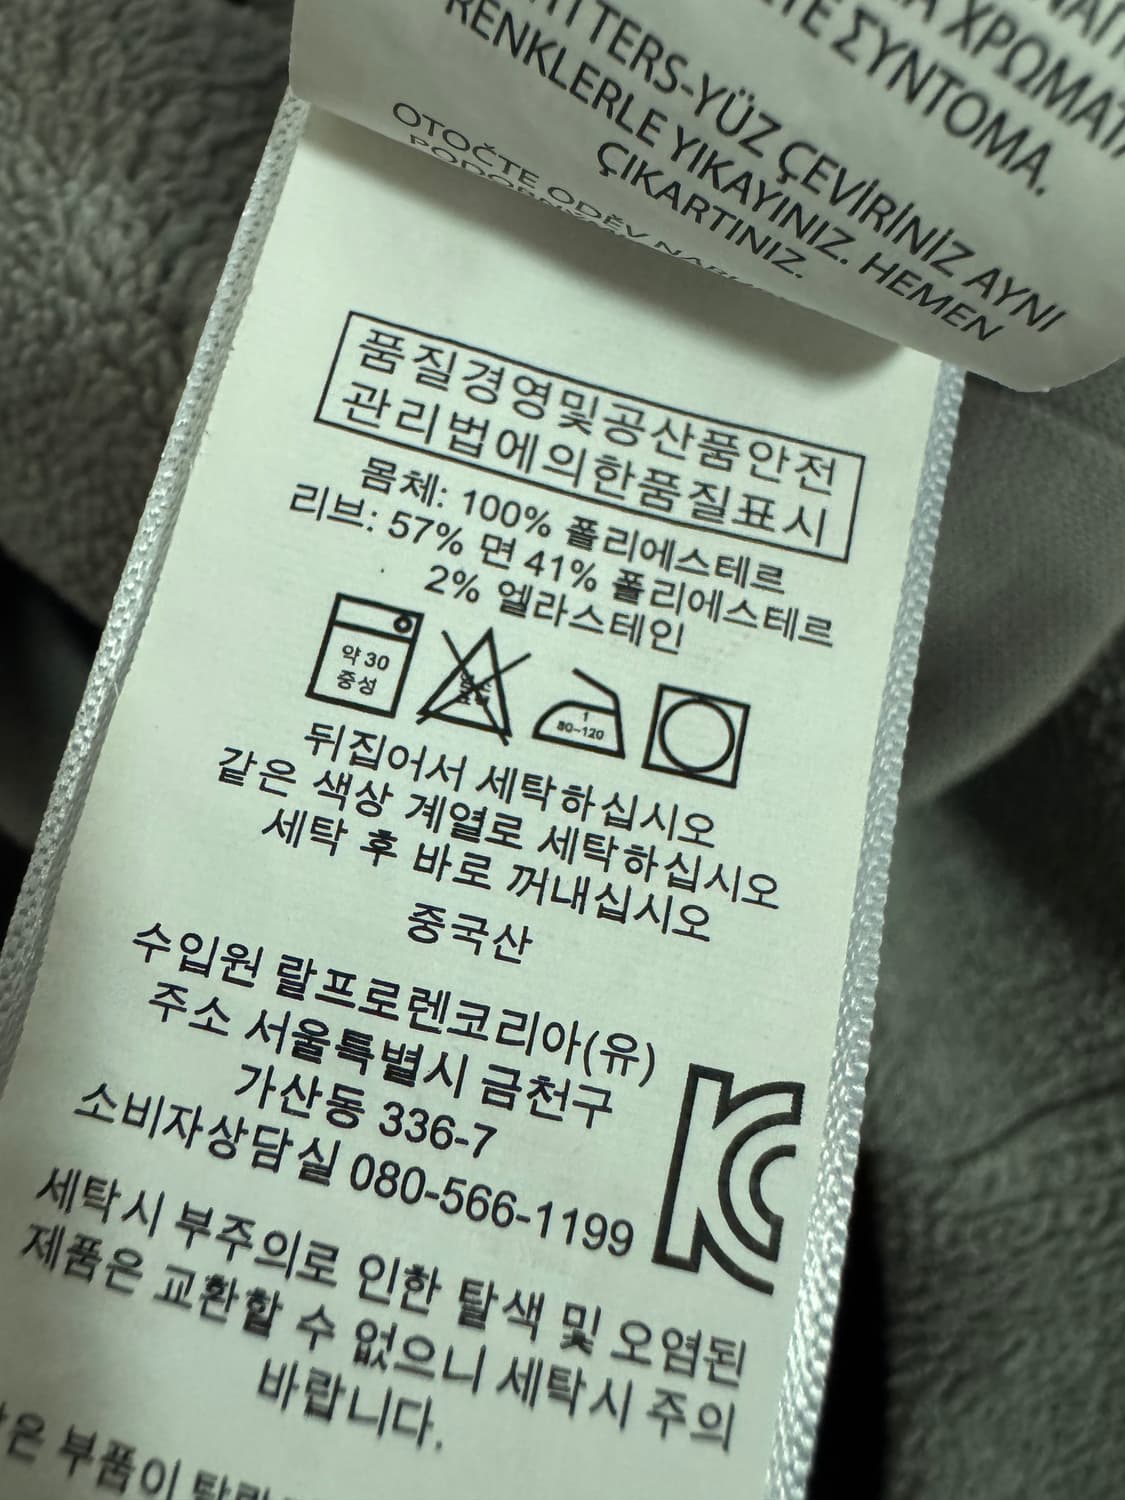 TERS-YÜZ ÇEVİRİNİZ AYNI
RENKLERLE YIKAYINIZ. HEMEN
ÇIKARTINIZ.
ΣΥΝΤΟΜΑ.
OTOČTE ODĚV
품질경영및공산품안전
관리법에의한품질표시
몸체: 100% 폴리에스테르
리브: 57% 면 41% 폴리에스테르
2% 엘라스테인
약 30
중성
1
80~120
뒤집어서 세탁하십시오
같은 색상 계열로 세탁하십시오
세탁 후 바로 꺼내십시오
중국산
수입원 랄프로렌코리아(유)
주소 서울특별시 금천구
가산동 336-7
소비자상담실 080-566-1199
KC
세탁시 부주의로 인한 탈색 및 오염된
제품은 교환할 수 없으니 세탁시 주의
바랍니다.
부품이